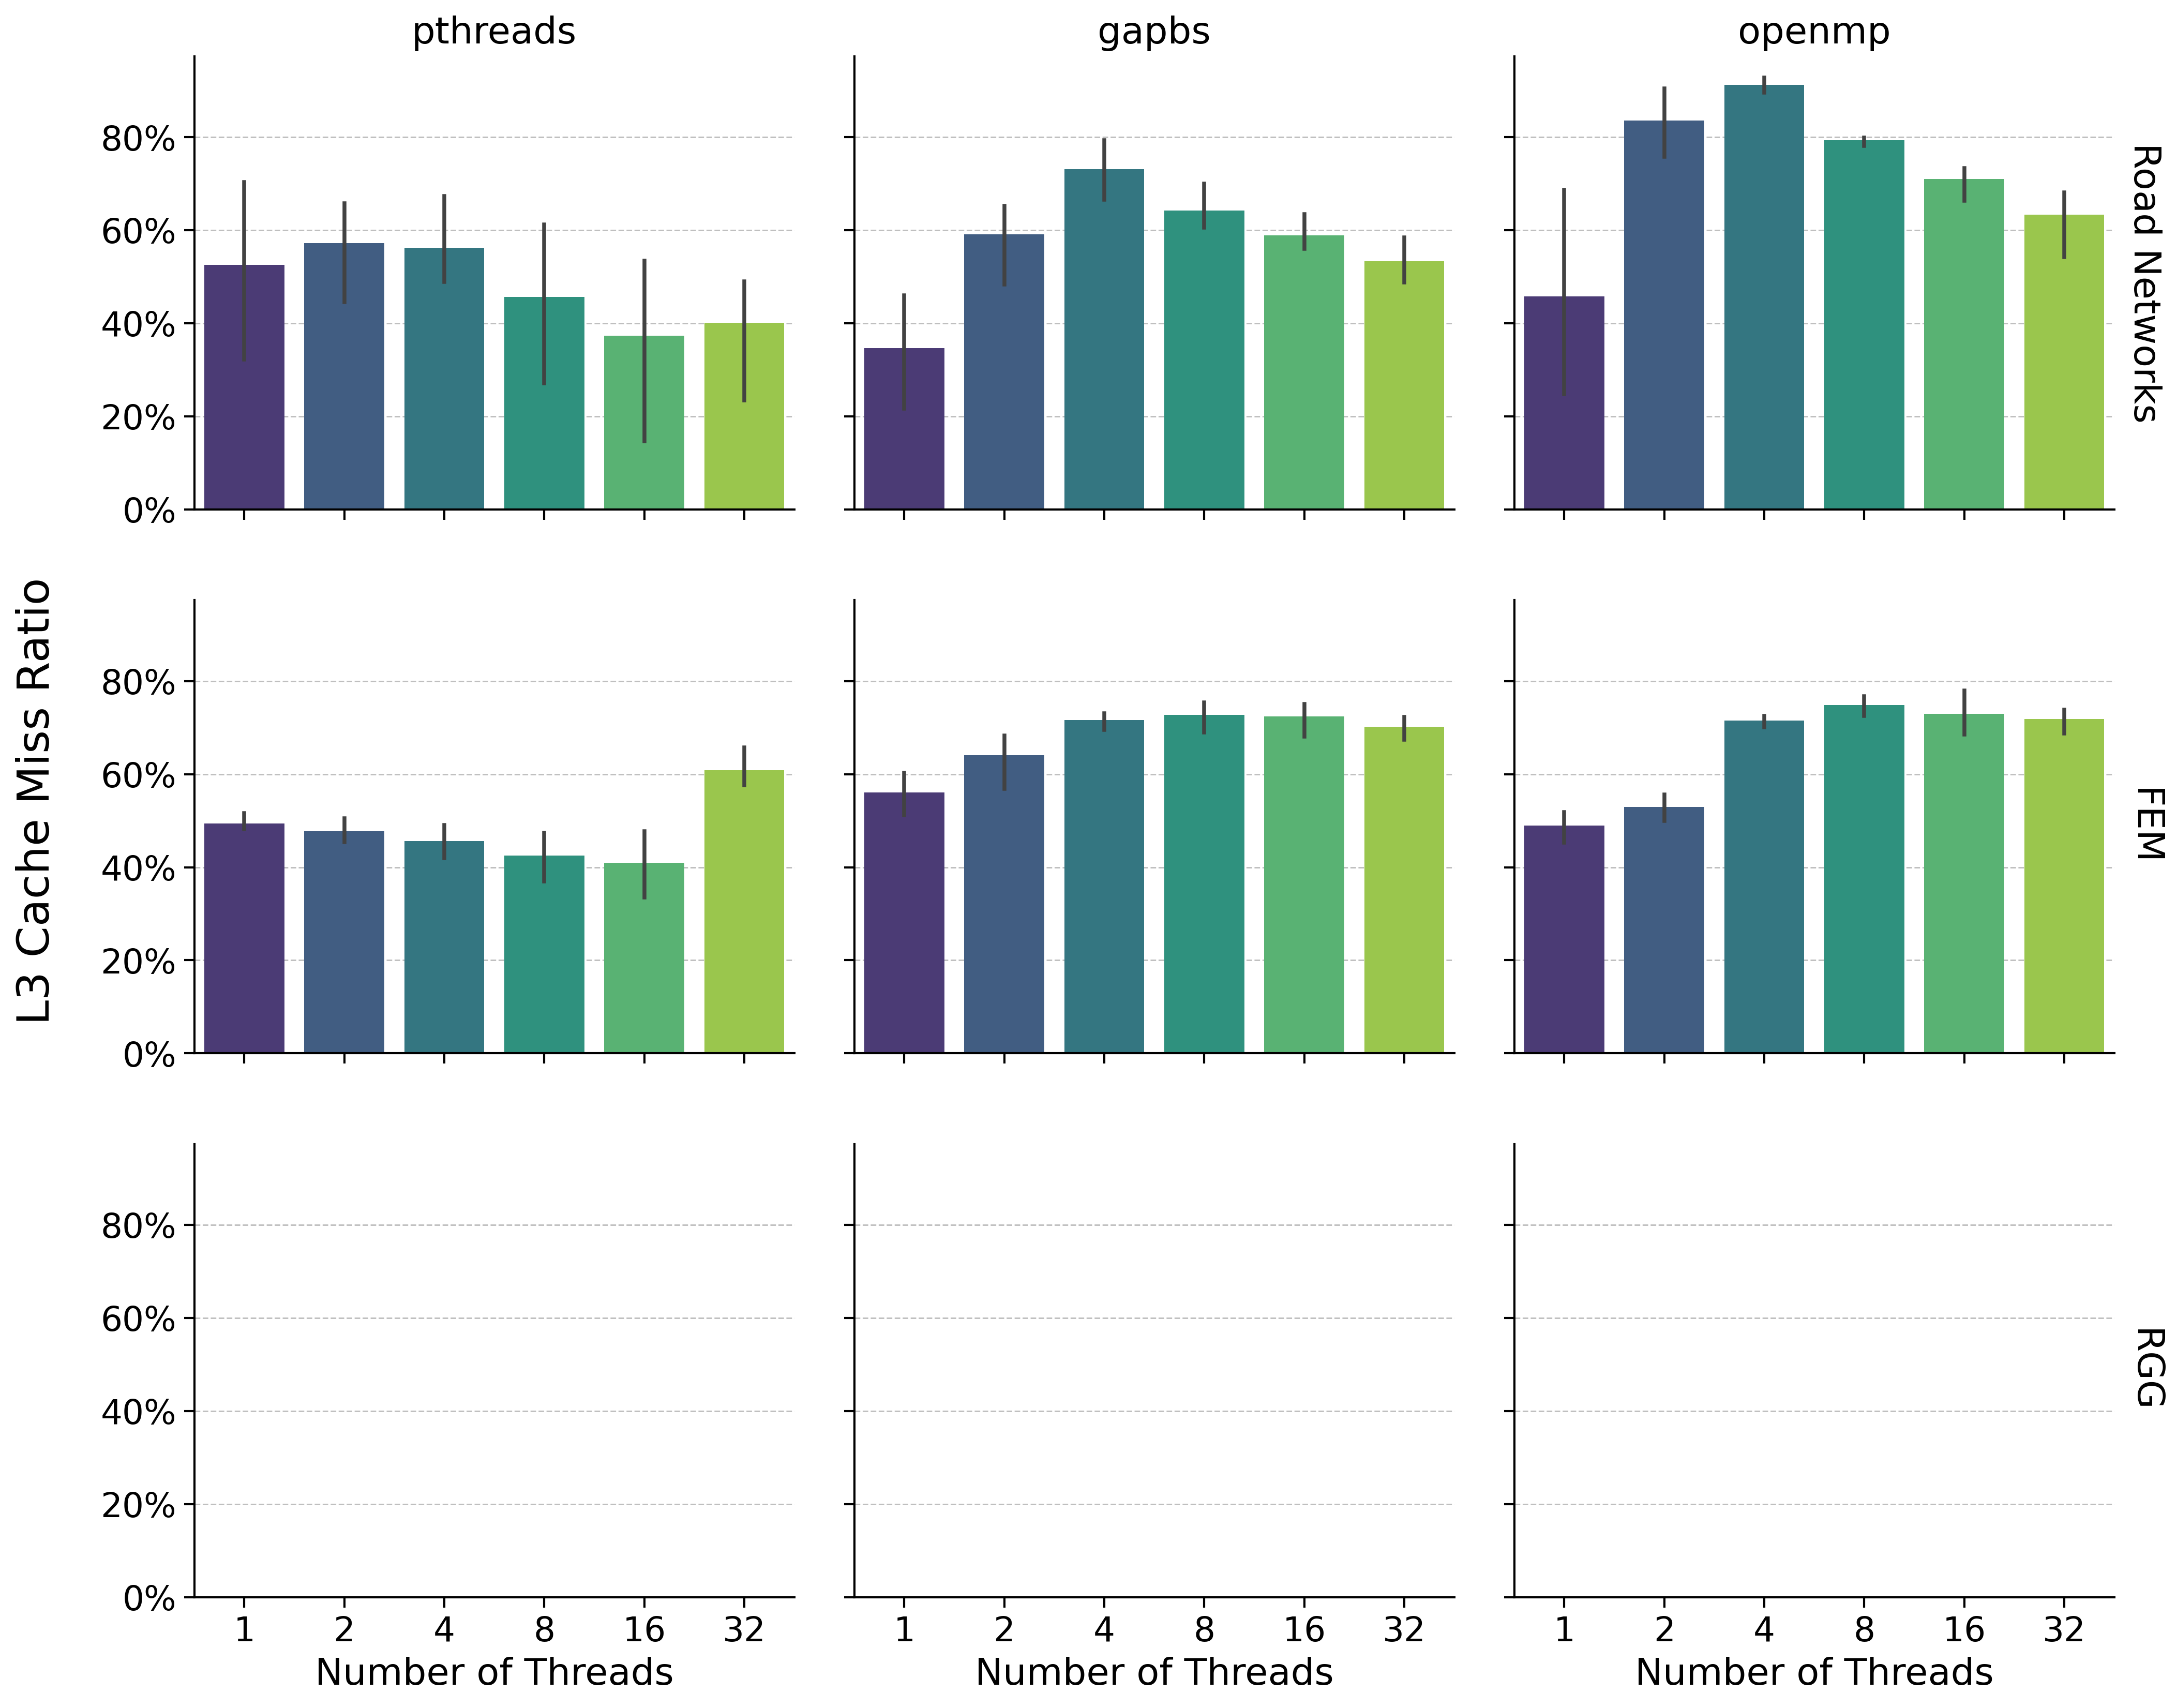 pthreads
gapbs
openmp
80%
60%
40%
20%
0%
Road Networks
L3 Cache Miss Ratio
80%
60%
40%
20%
0%
FEM
80%
60%
40%
20%
0%
RGG
1 2 4 8 16 32
1 2 4 8 16 32
1 2 4 8 16 32
Number of Threads
Number of Threads
Number of Threads